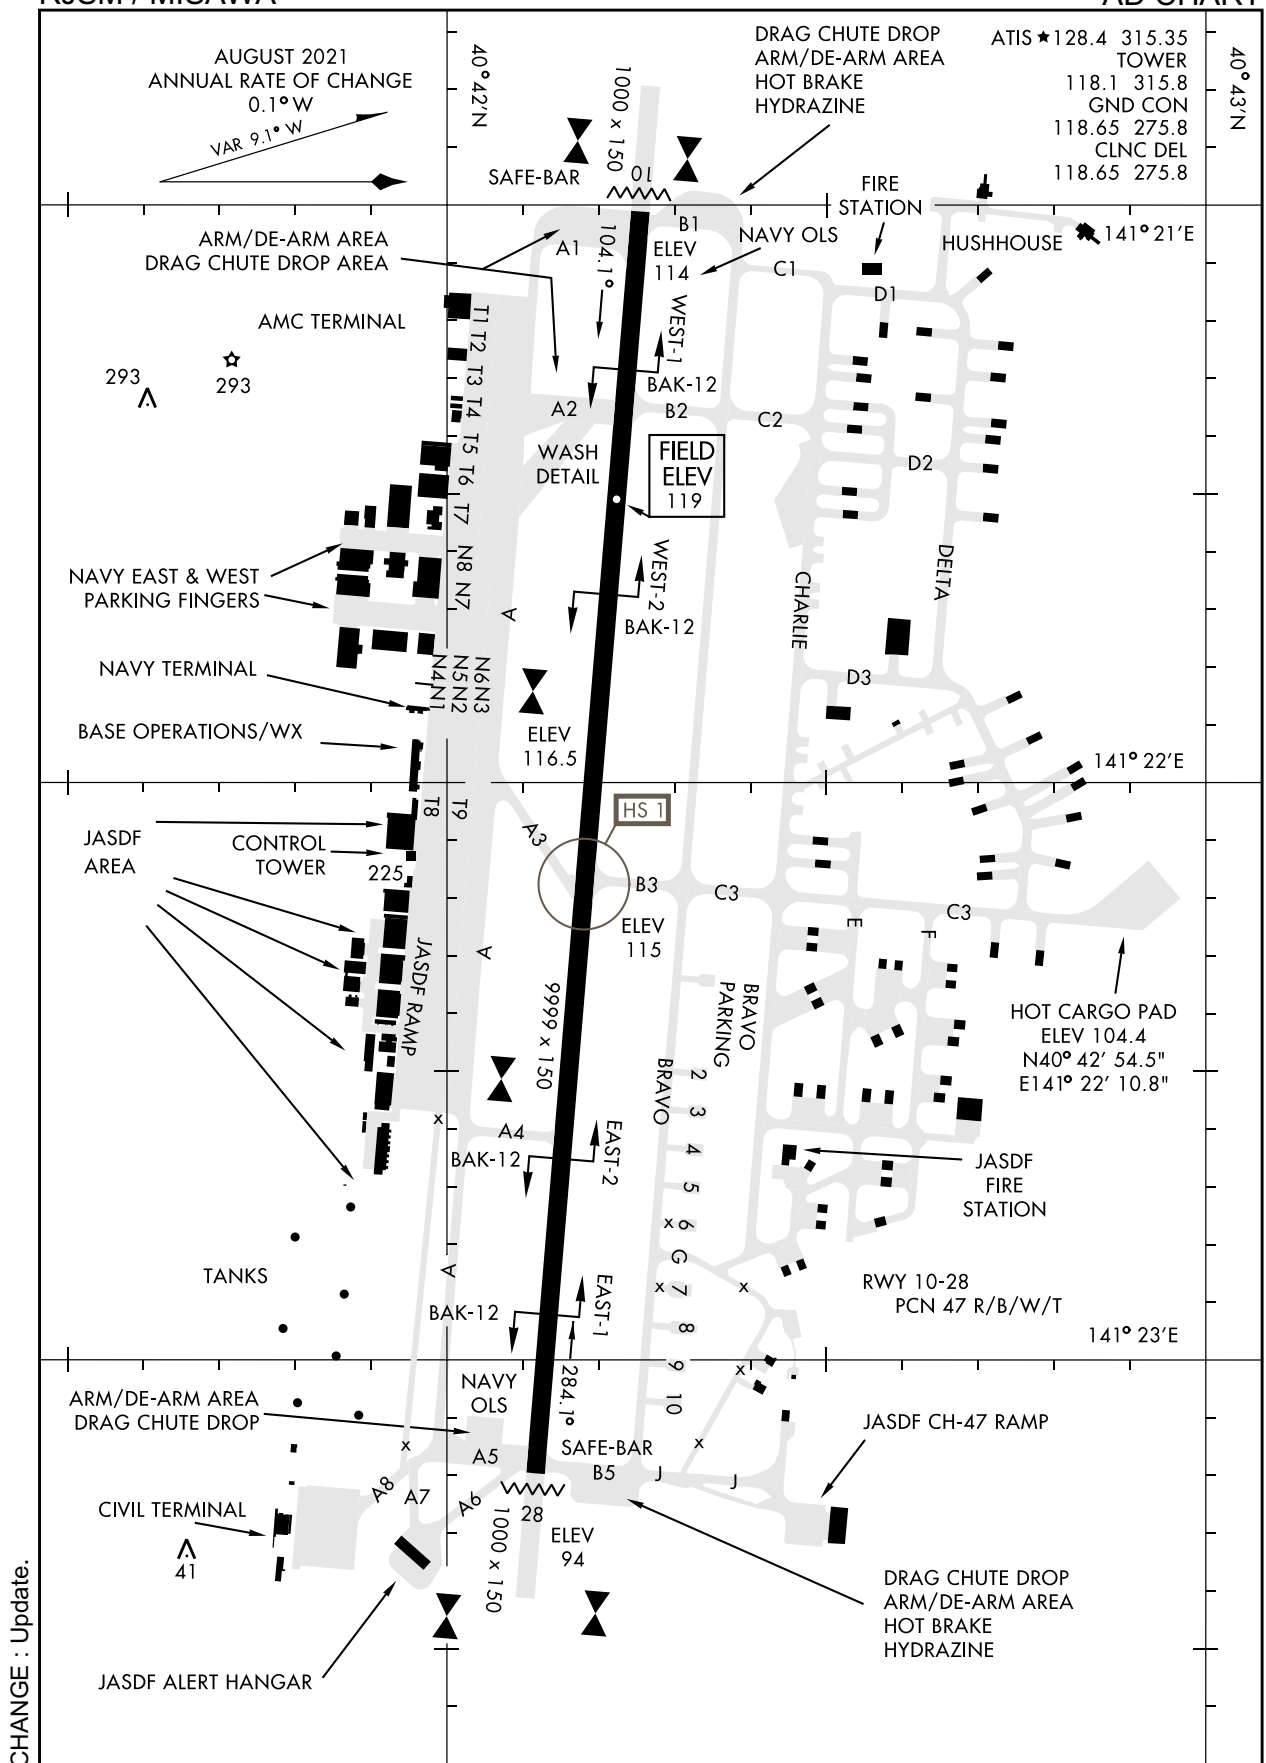 RJSM / MISAWA
AD CHART
AUGUST 2021
ANNUAL RATE OF CHANGE
0.1° W
VAR 9.1° W
40° 42'N
1000 x 150
DRAG CHUTE DROP
ARM/DE-ARM AREA
HOT BRAKE
HYDRAZINE
ATIS ★ 128.4 315.35
TOWER
118.1 315.8
GND CON
118.65 275.8
CLNC DEL
118.65 275.8
40° 43'N
SAFE-BAR
10
FIRE
STATION
HUSHHOUSE
141° 21'E
ARM/DE-ARM AREA
DRAG CHUTE DROP AREA
A1
104.1°
B1
ELEV
114
NAVY OLS
C1
D1
AMC TERMINAL
T1
T2
T3
T4
T5
T6
T7
WEST-1
BAK-12
293
293
A2
B2
C2
WASH
DETAIL
FIELD
ELEV
119
D2
NAVY EAST & WEST
PARKING FINGERS
N8
N7
A
WEST-2
BAK-12
CHARLIE
DELTA
NAVY TERMINAL
N6 N3
N5 N2
N4 N1
D3
BASE OPERATIONS/WX
ELEV
116.5
141° 22'E
T8
T9
HS 1
JASDF
AREA
CONTROL
TOWER
225
A3
B3
C3
C3
ELEV
115
E
F
JASDF RAMP
A
9999 x 150
BRAVO
PARKING
BRAVO
HOT CARGO PAD
ELEV 104.4
N40° 42' 54.5"
E141° 22' 10.8"
2
3
4
5
x 6
G
x 7
8
9
10
x
A4
BAK-12
EAST-2
JASDF
FIRE
STATION
TANKS
A
BAK-12
EAST-1
x
RWY 10-28
PCN 47 R/B/W/T
141° 23'E
x
ARM/DE-ARM AREA
DRAG CHUTE DROP
NAVY
OLS
284.1°
x
x
SAFE-BAR
A5
B5
J
J
JASDF CH-47 RAMP
A8
A7
A6
CIVIL TERMINAL
41
28
1000 x 150
ELEV
94
DRAG CHUTE DROP
ARM/DE-ARM AREA
HOT BRAKE
HYDRAZINE
JASDF ALERT HANGAR
CHANGE : Update.